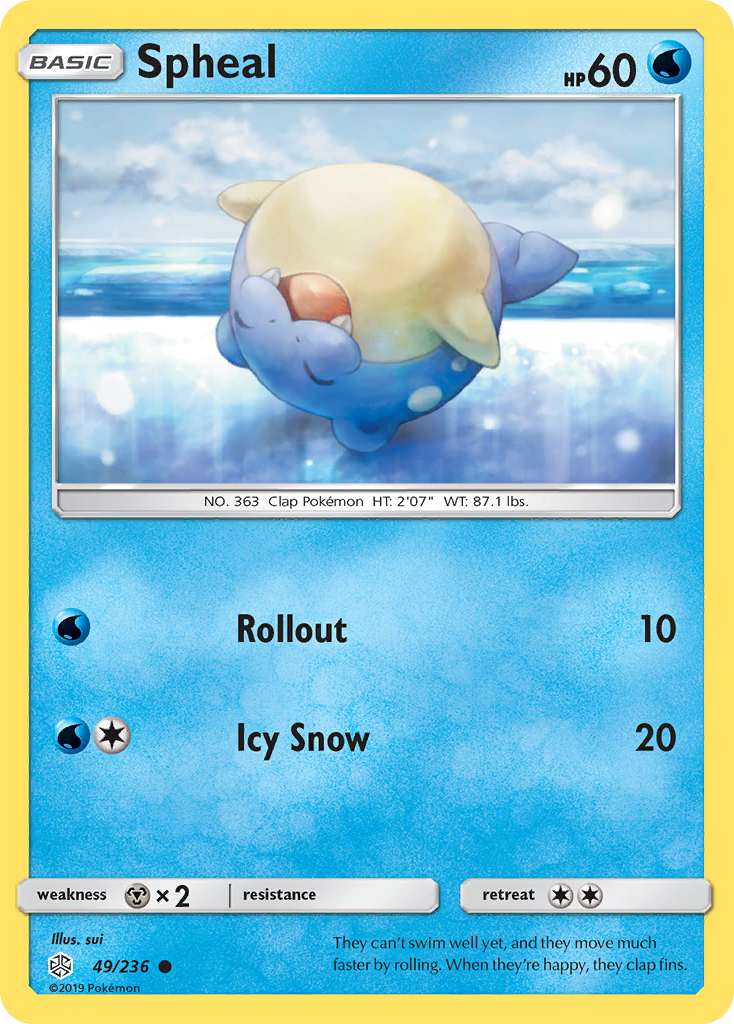 BASIC Spheal HP60
NO. 363 Clap Pokémon HT: 2'07" WT: 87.1 lbs.
Rollout 10
Icy Snow 20
weakness ×2 resistance retreat
Illus. sui
49/236
©2019 Pokémon
They can't swim well yet, and they move much
faster by rolling. When they're happy, they clap fins.